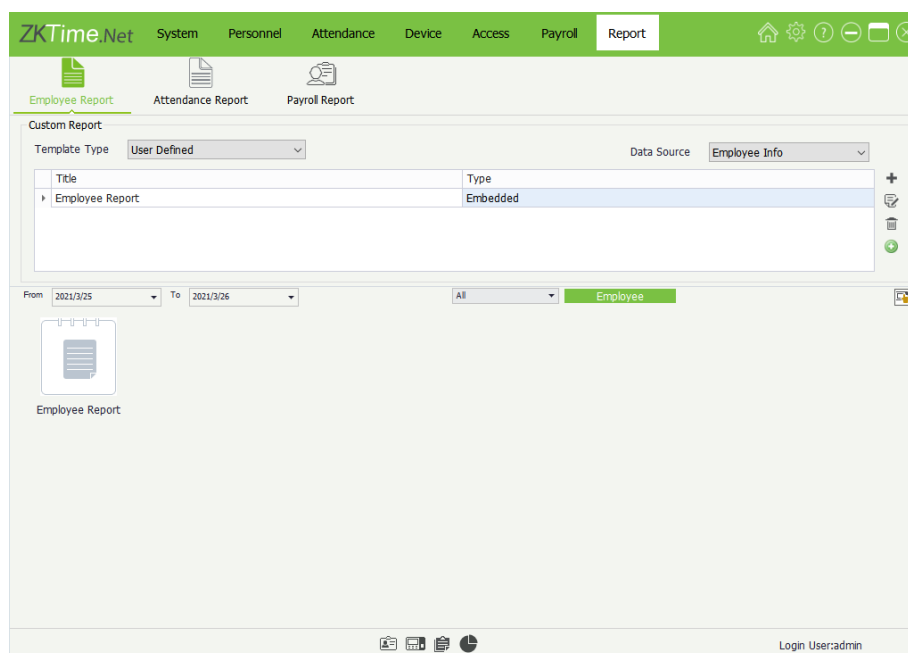 ZKTime.Net System Personnel Attendance Device Access Payroll Report
Employee Report Attendance Report Payroll Report
Custom Report
Template Type User Defined Data Source Employee Info
Title Type
Employee Report Embedded
From 2021/3/25 To 2021/3/26 All Employee
Employee Report
Login User:admin